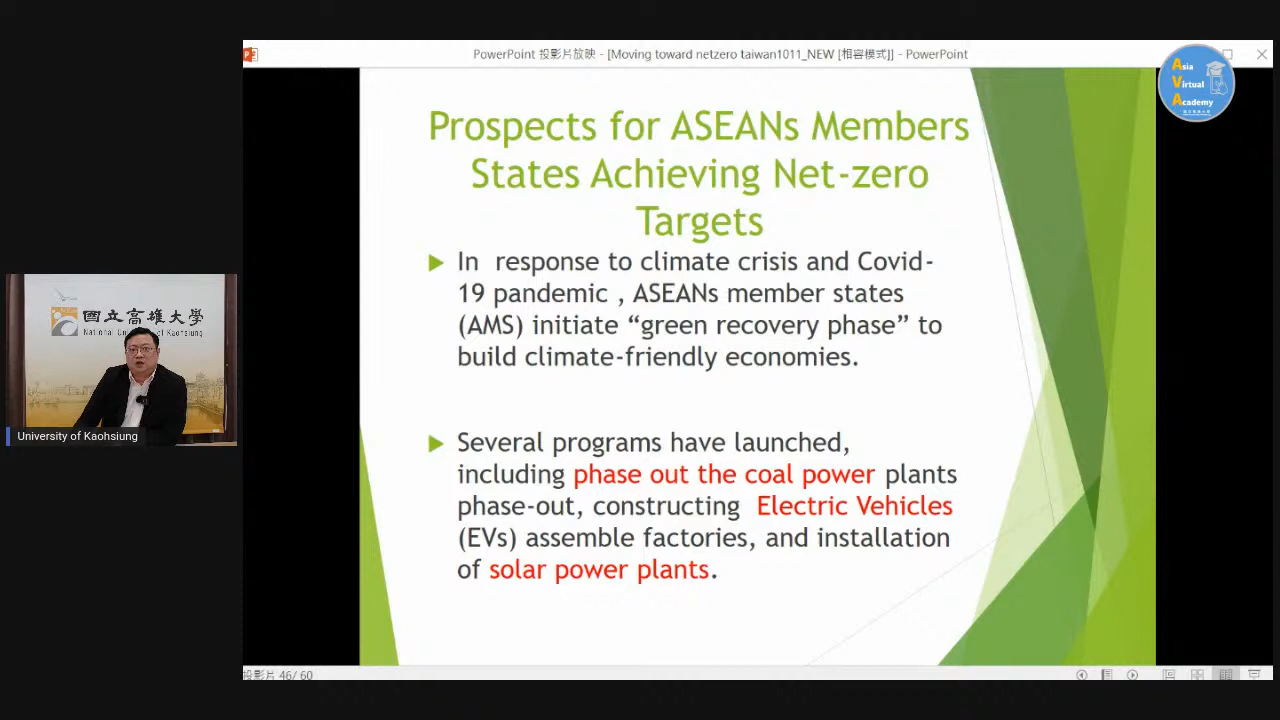 PowerPoint 投影片放映 - [Moving toward netzero taiwan1011_NEW [相容模式]] - PowerPoint
Asia
Virtual
Academy
Prospects for ASEANs Members
States Achieving Net-zero
Targets
In response to climate crisis and Covid-
19 pandemic , ASEANs member states
(AMS) initiate “green recovery phase” to
build climate-friendly economies.
Several programs have launched,
including phase out the coal power plants
phase-out, constructing Electric Vehicles
(EVs) assemble factories, and installation
of solar power plants.
國立高雄大學
National University of Kaohsiung
University of Kaohsiung
投影片 46/ 60